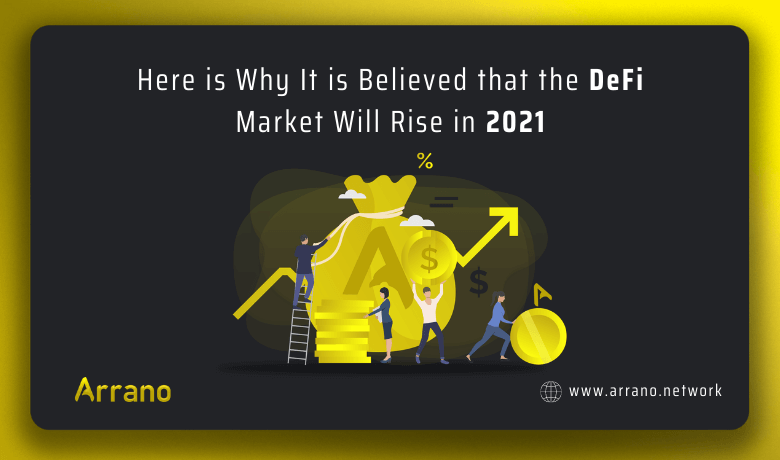 Here is Why It is Believed that the DeFi
Market Will Rise in 2021
%
A
$
$
Arrano
www.arrano.network